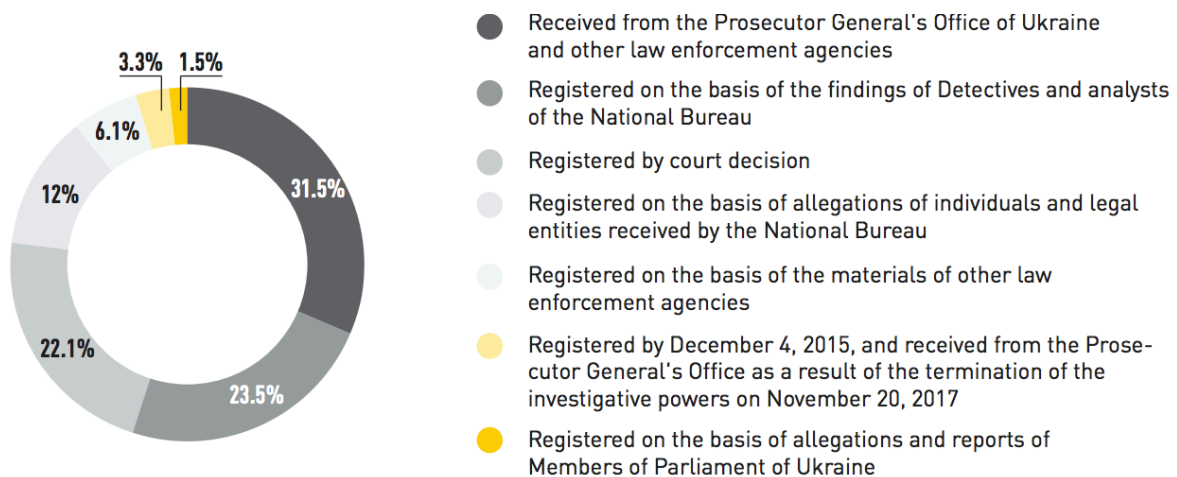 3.3% 1.5%
6.1%
12%
31.5%
22.1%
23.5%
Received from the Prosecutor General's Office of Ukraine
and other law enforcement agencies
Registered on the basis of the findings of Detectives and analysts
of the National Bureau
Registered by court decision
Registered on the basis of allegations of individuals and legal
entities received by the National Bureau
Registered on the basis of the materials of other law
enforcement agencies
Registered by December 4, 2015, and received from the Prose-
cutor General's Office as a result of the termination of the
investigative powers on November 20, 2017
Registered on the basis of allegations and reports of
Members of Parliament of Ukraine